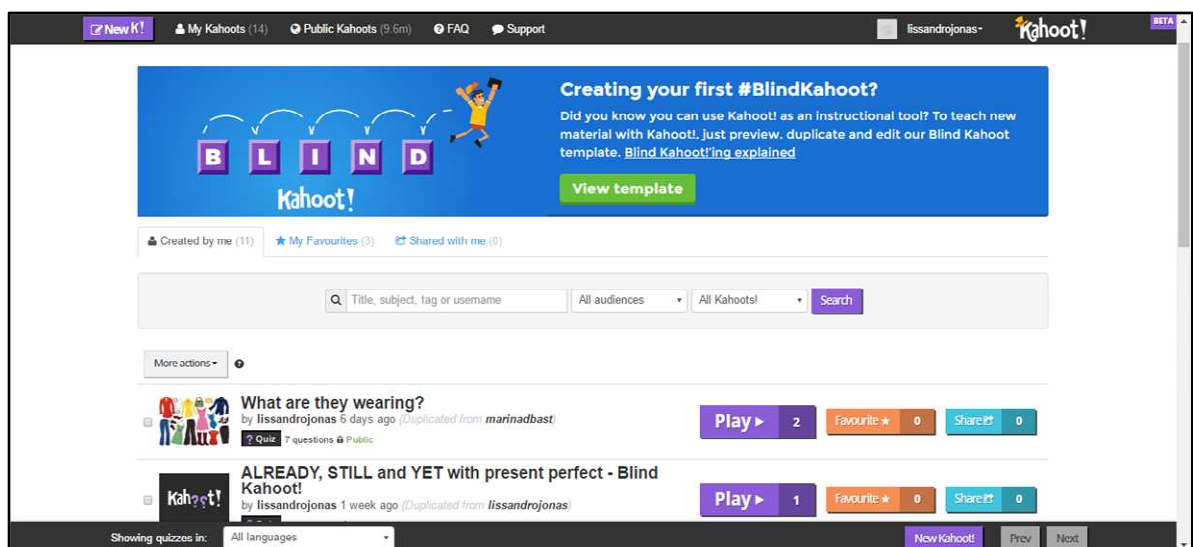 New K! My Kahoots (14) Public Kahoots (9.6m) FAQ Support lissandrojonas Kahoot! BETA
Creating your first #BlindKahoot?
Did you know you can use Kahoot! as an instructional tool? To teach new
material with Kahoot!, just preview, duplicate and edit our Blind Kahoot
template. Blind Kahoot!'ing explained
View template
B L I N D
Kahoot!
Created by me (11) My Favourites (3) Shared with me (0)
Title, subject, tag or username All audiences All Kahoots! Search
More actions
What are they wearing?
by lissandrojonas 6 days ago (Duplicated from marinadbast)
? Quiz 7 questions Public
Play 2 Favourite 0 Share 0
Kahoot!
ALREADY, STILL and YET with present perfect - Blind
Kahoot!
by lissandrojonas 1 week ago (Duplicated from lissandrojonas)
Play 1 Favourite 0 Share 0
Showing quizzes in: All languages New Kahoot! Prev Next